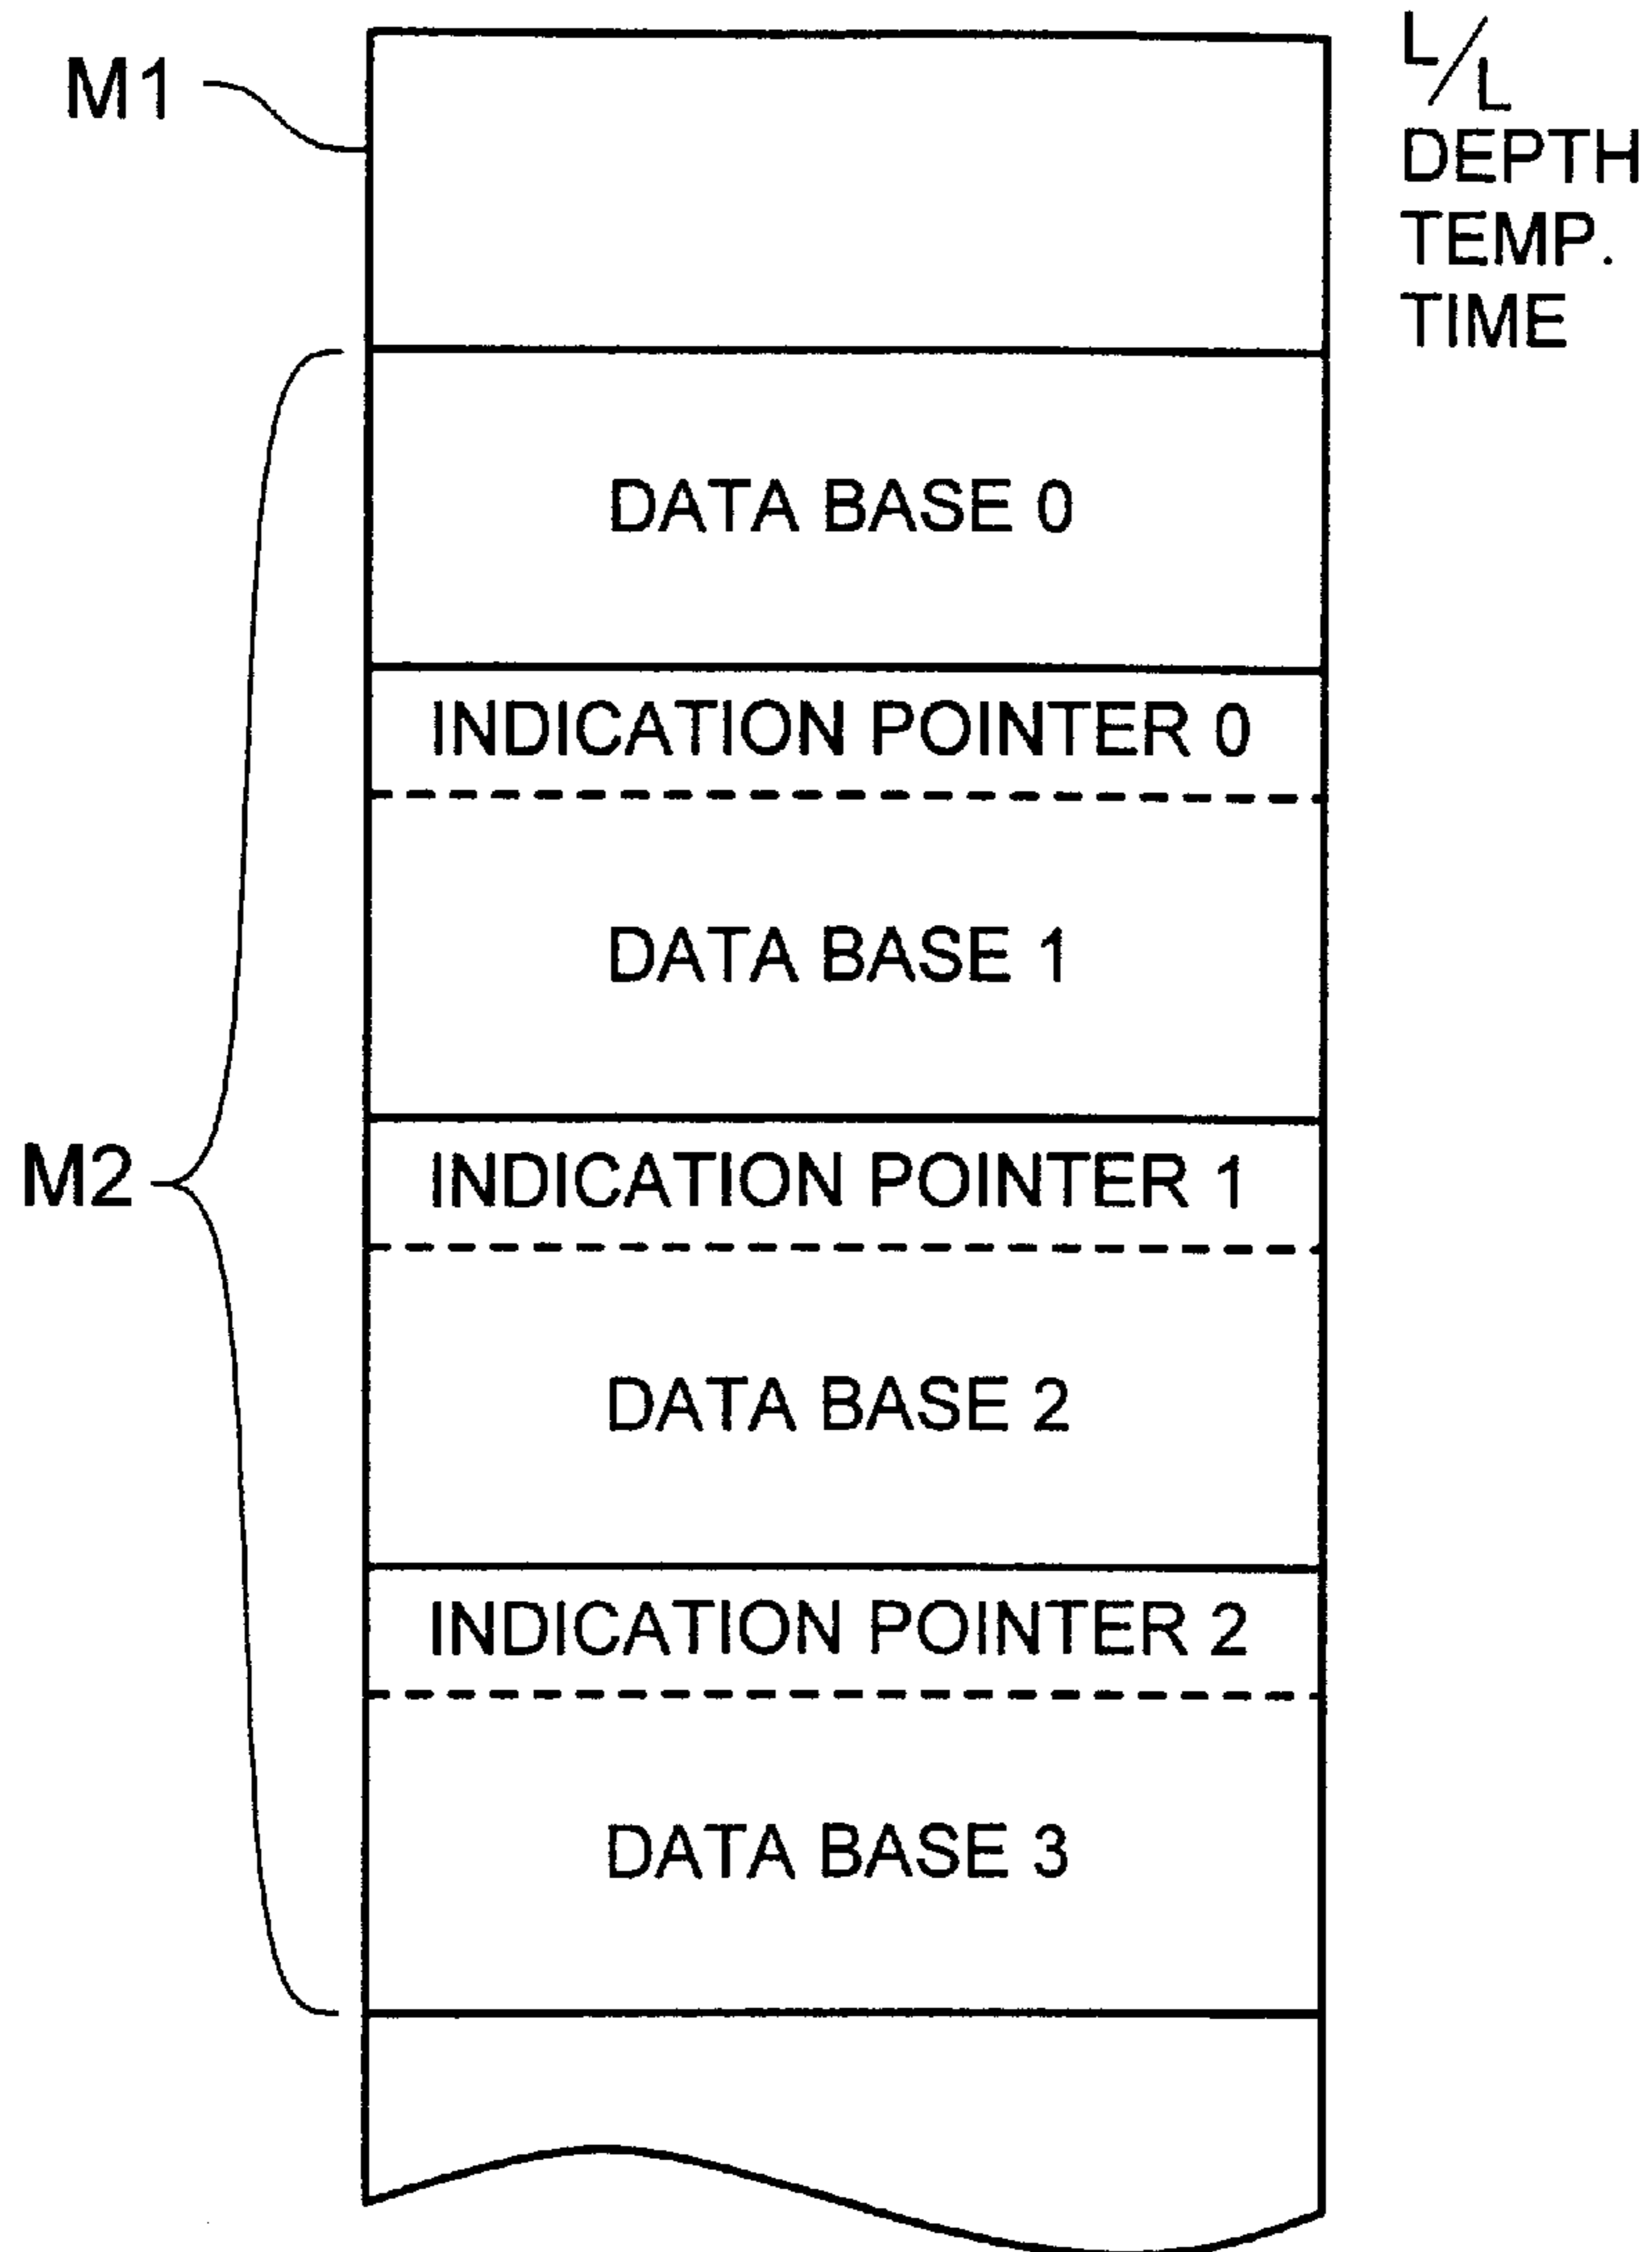 M1
L/L
DEPTH
TEMP.
TIME
DATA BASE 0
INDICATION POINTER 0
DATA BASE 1
M2
INDICATION POINTER 1
DATA BASE 2
INDICATION POINTER 2
DATA BASE 3